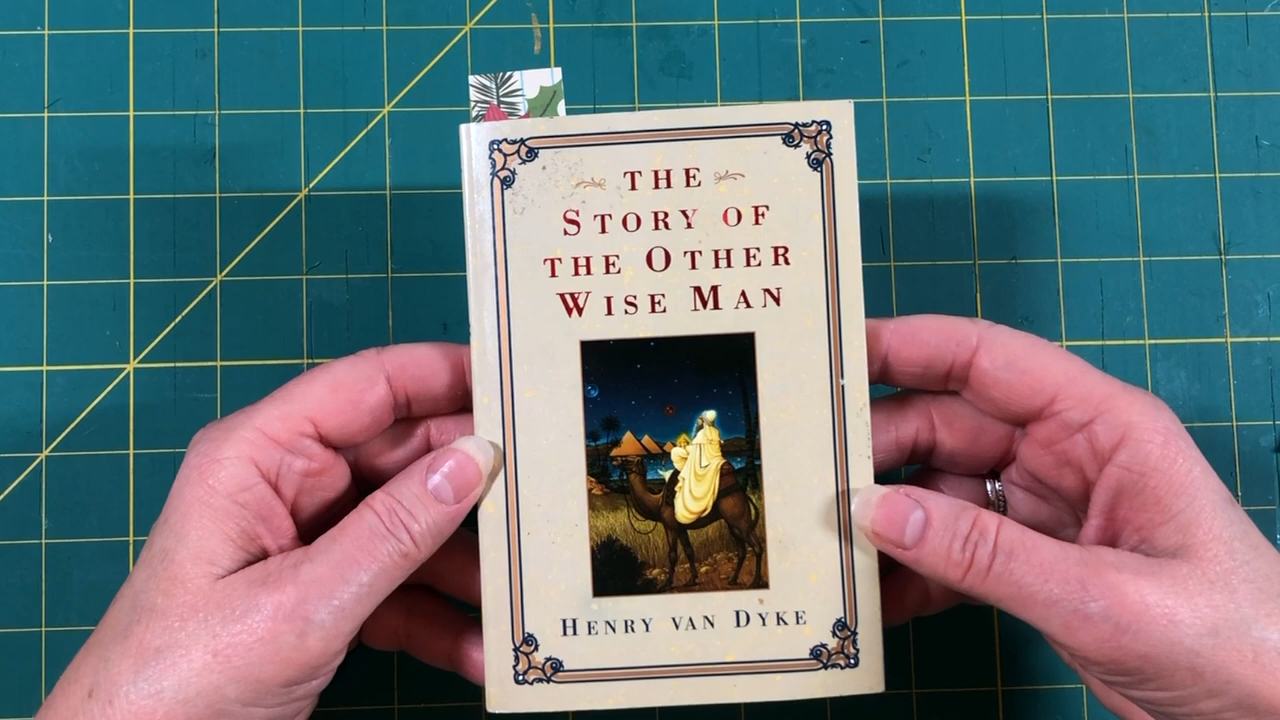 THE
STORY OF
THE OTHER
WISE MAN
HENRY VAN DYKE